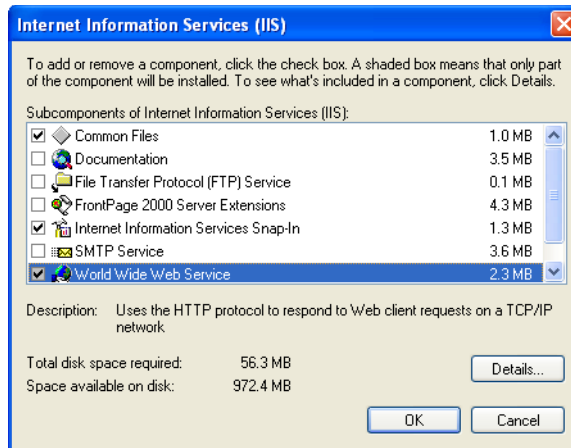 Internet Information Services (IIS)
To add or remove a component, click the check box. A shaded box means that only part
of the component will be installed. To see what's included in a component, click Details.
Subcomponents of Internet Information Services (IIS):
Common Files 1.0 MB
Documentation 3.5 MB
File Transfer Protocol (FTP) Service 0.1 MB
FrontPage 2000 Server Extensions 4.3 MB
Internet Information Services Snap-In 1.3 MB
SMTP Service 3.6 MB
World Wide Web Service 2.3 MB
Description: Uses the HTTP protocol to respond to Web client requests on a TCP/IP
network
Total disk space required: 56.3 MB
Space available on disk: 972.4 MB
Details...
OK Cancel